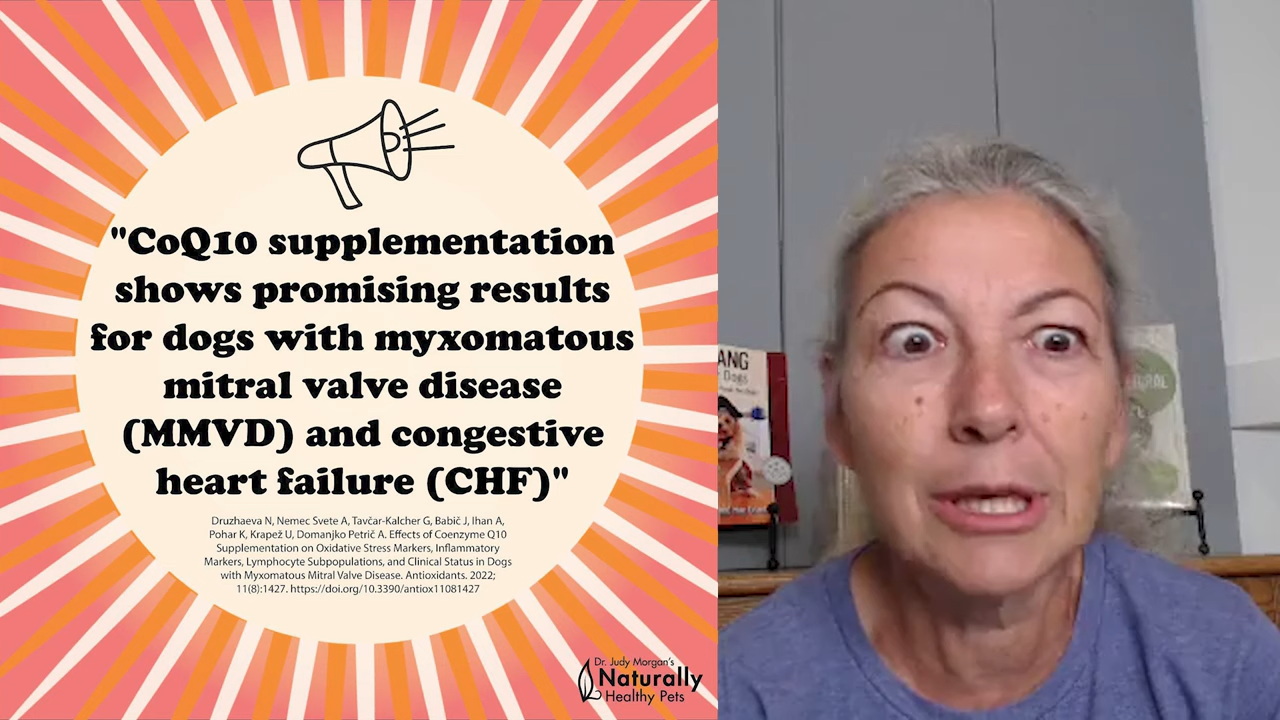 "CoQ10 supplementation
shows promising results
for dogs with myxomatous
mitral valve disease
(MMVD) and congestive
heart failure (CHF)"
Druzhaeva N, Nemec Svete A, Tavčar-Kalcher G, Babič J, Ihan A,
Pohar K, Krapež U, Domanjko Petrič A. Effects of Coenzyme Q10
Supplementation on Oxidative Stress Markers, Inflammatory
Markers, Lymphocyte Subpopulations, and Clinical Status in Dogs
with Myxomatous Mitral Valve Disease. Antioxidants. 2022;
11(8):1427. https://doi.org/10.3390/antiox11081427
Dr. Judy Morgan's
Naturally
Healthy Pets
ANG
Dogs